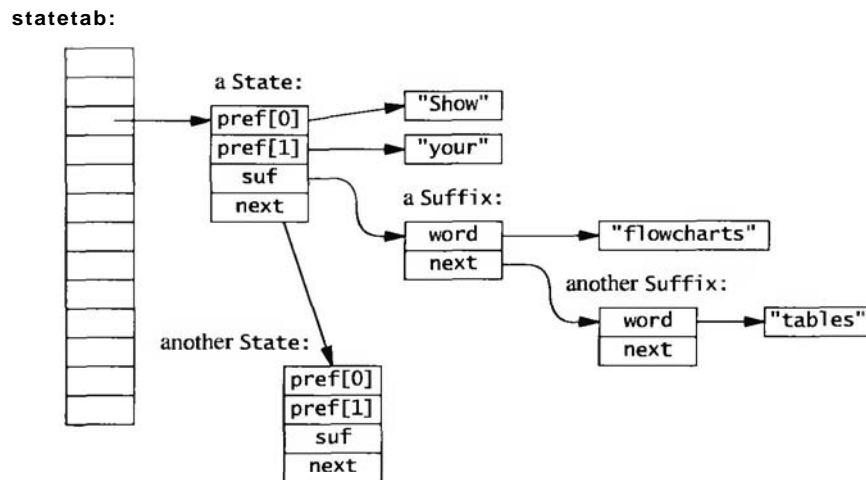 statetab:
a State:
pref[0]
"Show"
pref[1]
"your"
suf
a Suffix:
next
word
"flowcharts"
next
another Suffix:
word
"tables"
another State:
next
pref[0]
pref[1]
suf
next